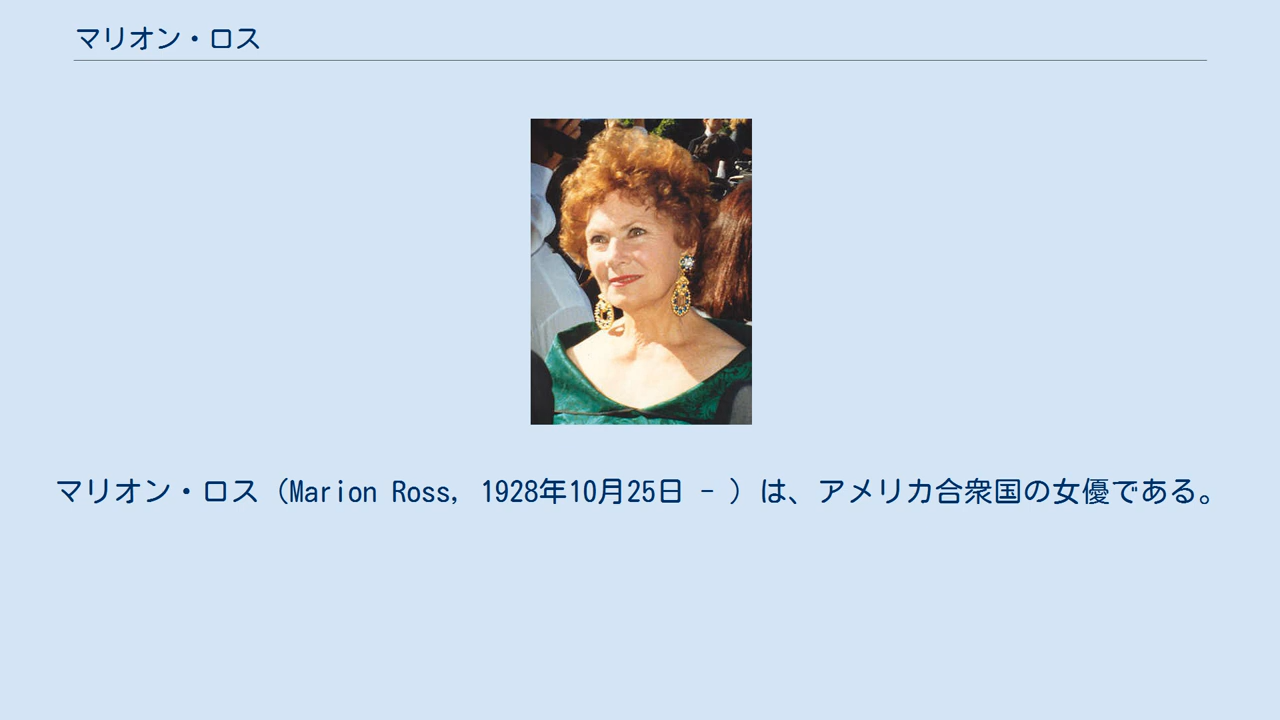 マリオン・ロス
マリオン・ロス（Marion Ross, 1928年10月25日 - ）は、アメリカ合衆国の女優である。